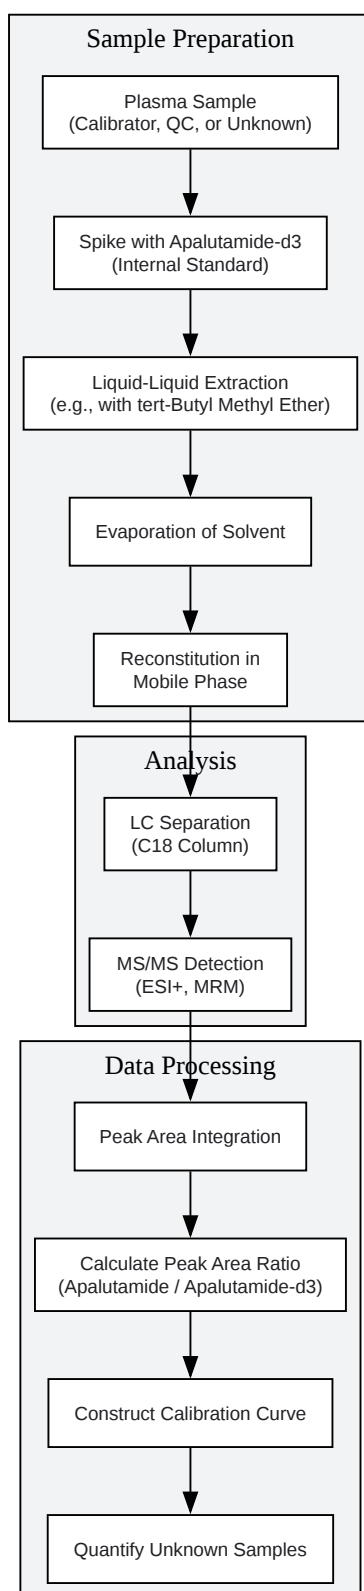 Sample Preparation
Plasma Sample
(Calibrator, QC, or Unknown)
Spike with Apalutamide-d3
(Internal Standard)
Liquid-Liquid Extraction
(e.g., with tert-Butyl Methyl Ether)
Evaporation of Solvent
Reconstitution in
Mobile Phase
Analysis
LC Separation
(C18 Column)
MS/MS Detection
(ESI+, MRM)
Data Processing
Peak Area Integration
Calculate Peak Area Ratio
(Apalutamide / Apalutamide-d3)
Construct Calibration Curve
Quantify Unknown Samples